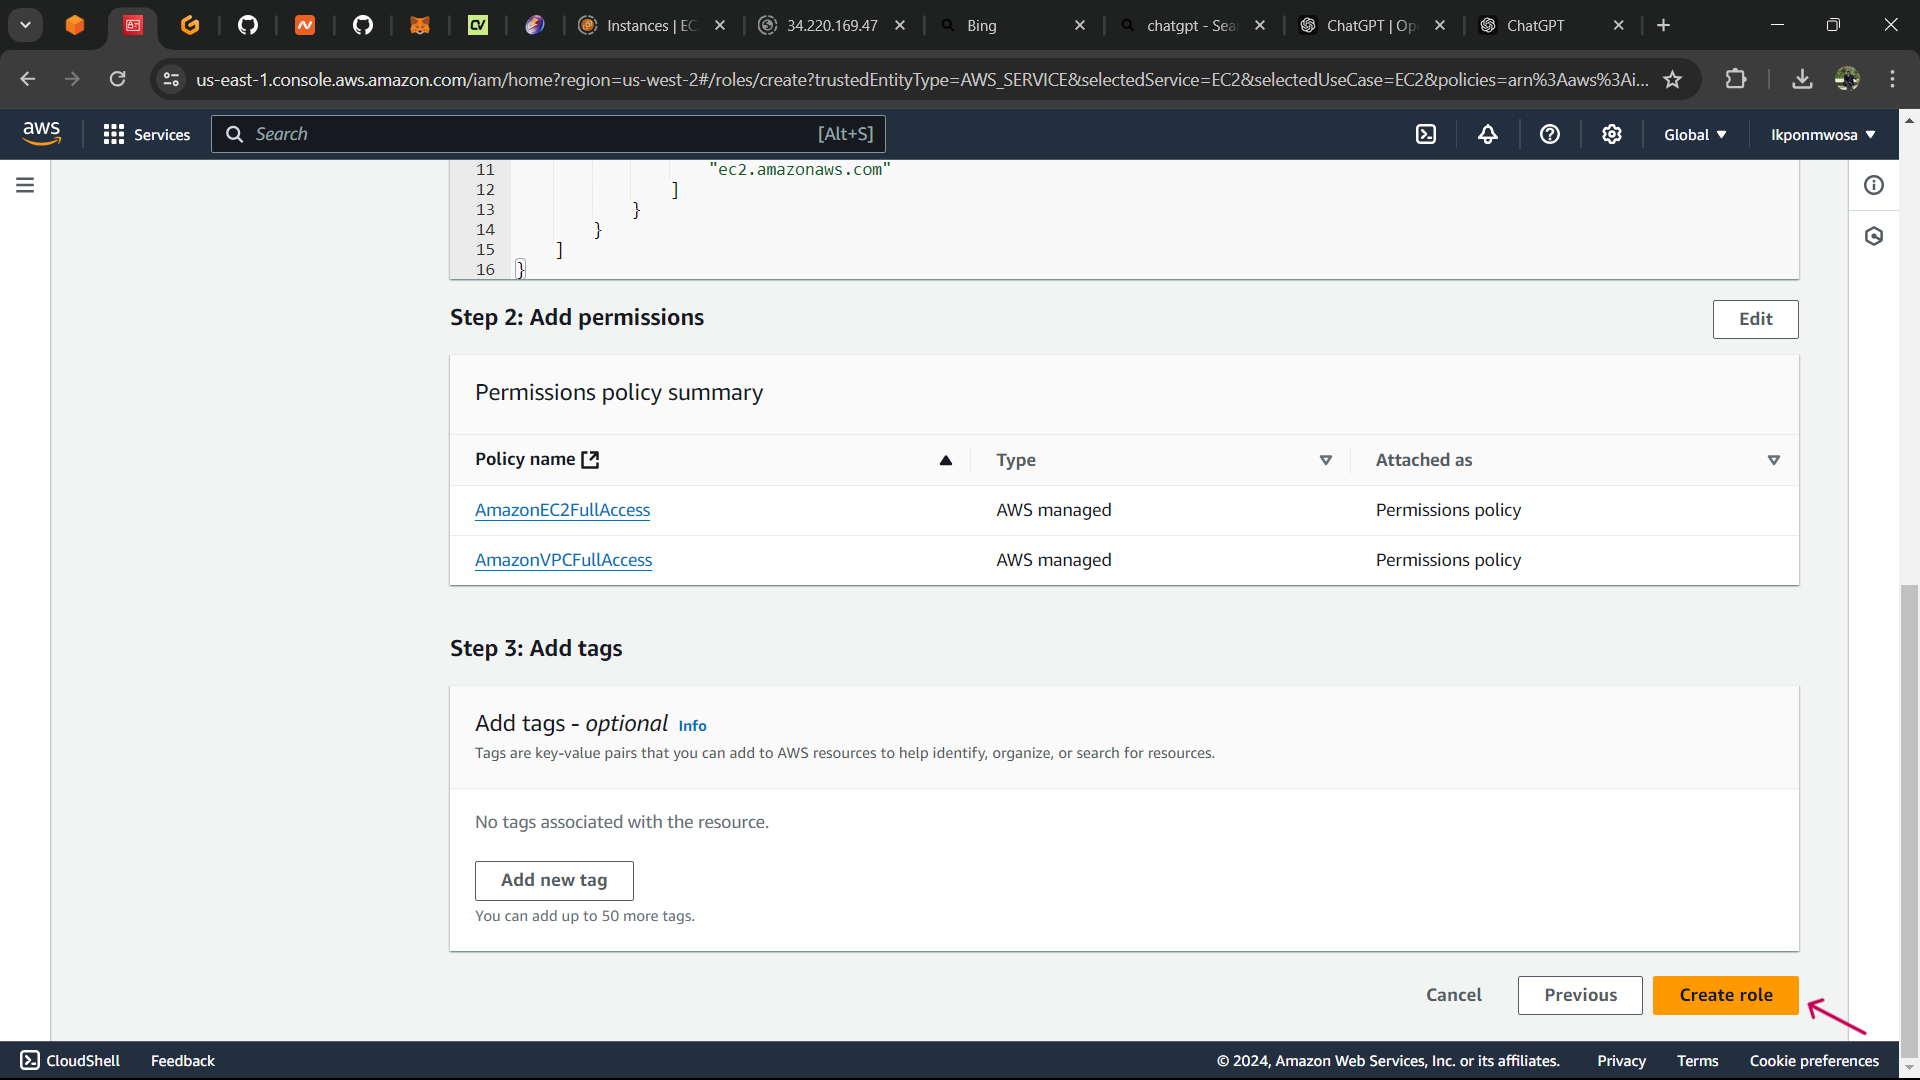 Instances | EC
34.220.169.47
Bing
chatgpt - Sea
ChatGPT | Op
ChatGPT
us-east-1.console.aws.amazon.com/iam/home?region=us-west-2#/roles/create?trustedEntityType=AWS_SERVICE&selectedService=EC2&selectedUseCase=EC2&policies=arn%3Aaws%3Ai...
aws
Services
Search
[Alt+S]
Global
Ikponmwosa
11 "ec2.amazonaws.com"
12 ]
13 }
14 }
15 ]
16 }
Step 2: Add permissions
Edit
Permissions policy summary
Policy name
Type
Attached as
AmazonEC2FullAccess
AWS managed
Permissions policy
AmazonVPCFullAccess
AWS managed
Permissions policy
Step 3: Add tags
Add tags - optional Info
Tags are key-value pairs that you can add to AWS resources to help identify, organize, or search for resources.
No tags associated with the resource.
Add new tag
You can add up to 50 more tags.
Cancel
Previous
Create role
CloudShell
Feedback
© 2024, Amazon Web Services, Inc. or its affiliates.
Privacy
Terms
Cookie preferences